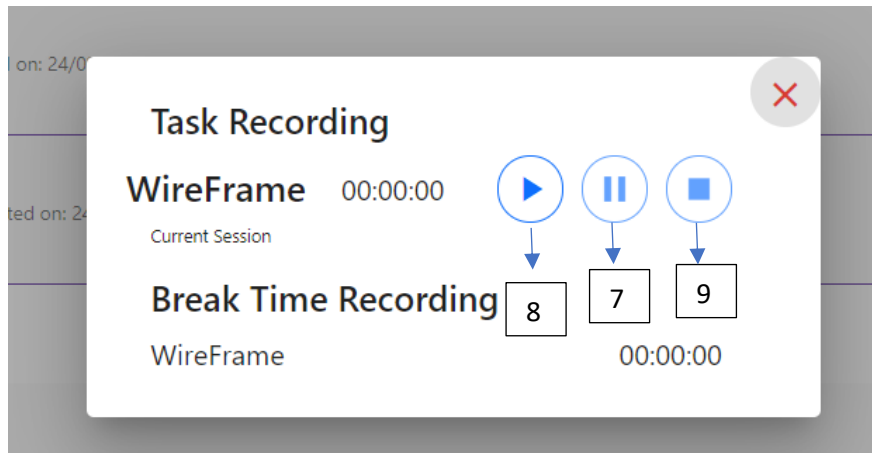 on: 24/0
Task Recording
WireFrame 00:00:00
ted on: 24
Current Session
Break Time Recording
8 7 9
WireFrame 00:00:00